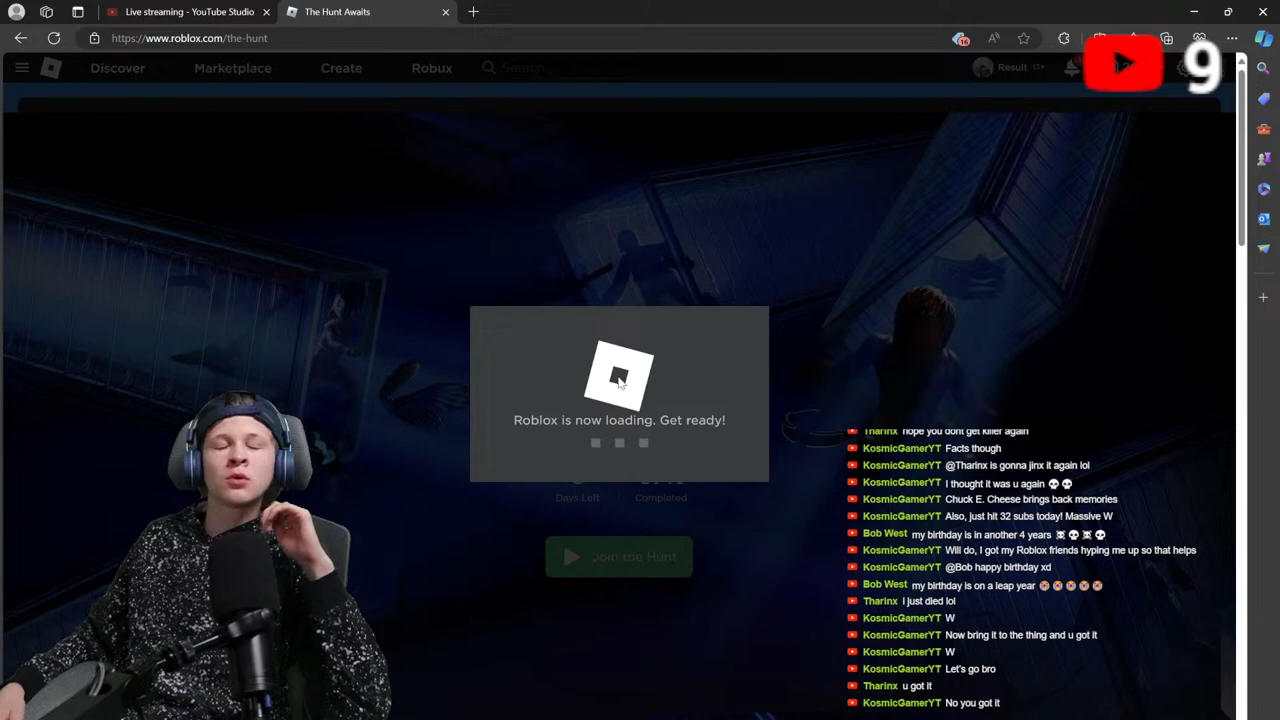 Live streaming - YouTube Studio
The Hunt Awaits
https://www.roblox.com/the-hunt
16
Discover
Marketplace
Create
Robux
Search
Result 13+
9
Roblox is now loading. Get ready!
Days Left
Completed
Join the Hunt
Tharinx hope you dont get killer again
KosmicGamerYT Facts though
KosmicGamerYT @Tharinx is gonna jinx it again lol
KosmicGamerYT I thought it was u again 💀💀
KosmicGamerYT Chuck E. Cheese brings back memories
KosmicGamerYT Also, just hit 32 subs today! Massive W
Bob West my birthday is in another 4 years ☠💀☠💀
KosmicGamerYT Will do, I got my Roblox friends hyping me up so that helps
KosmicGamerYT @Bob happy birthday xd
Bob West my birthday is on a leap year
Tharinx i just died lol
KosmicGamerYT W
KosmicGamerYT Now bring it to the thing and u got it
KosmicGamerYT W
KosmicGamerYT Let's go bro
Tharinx u got it
KosmicGamerYT No you got it